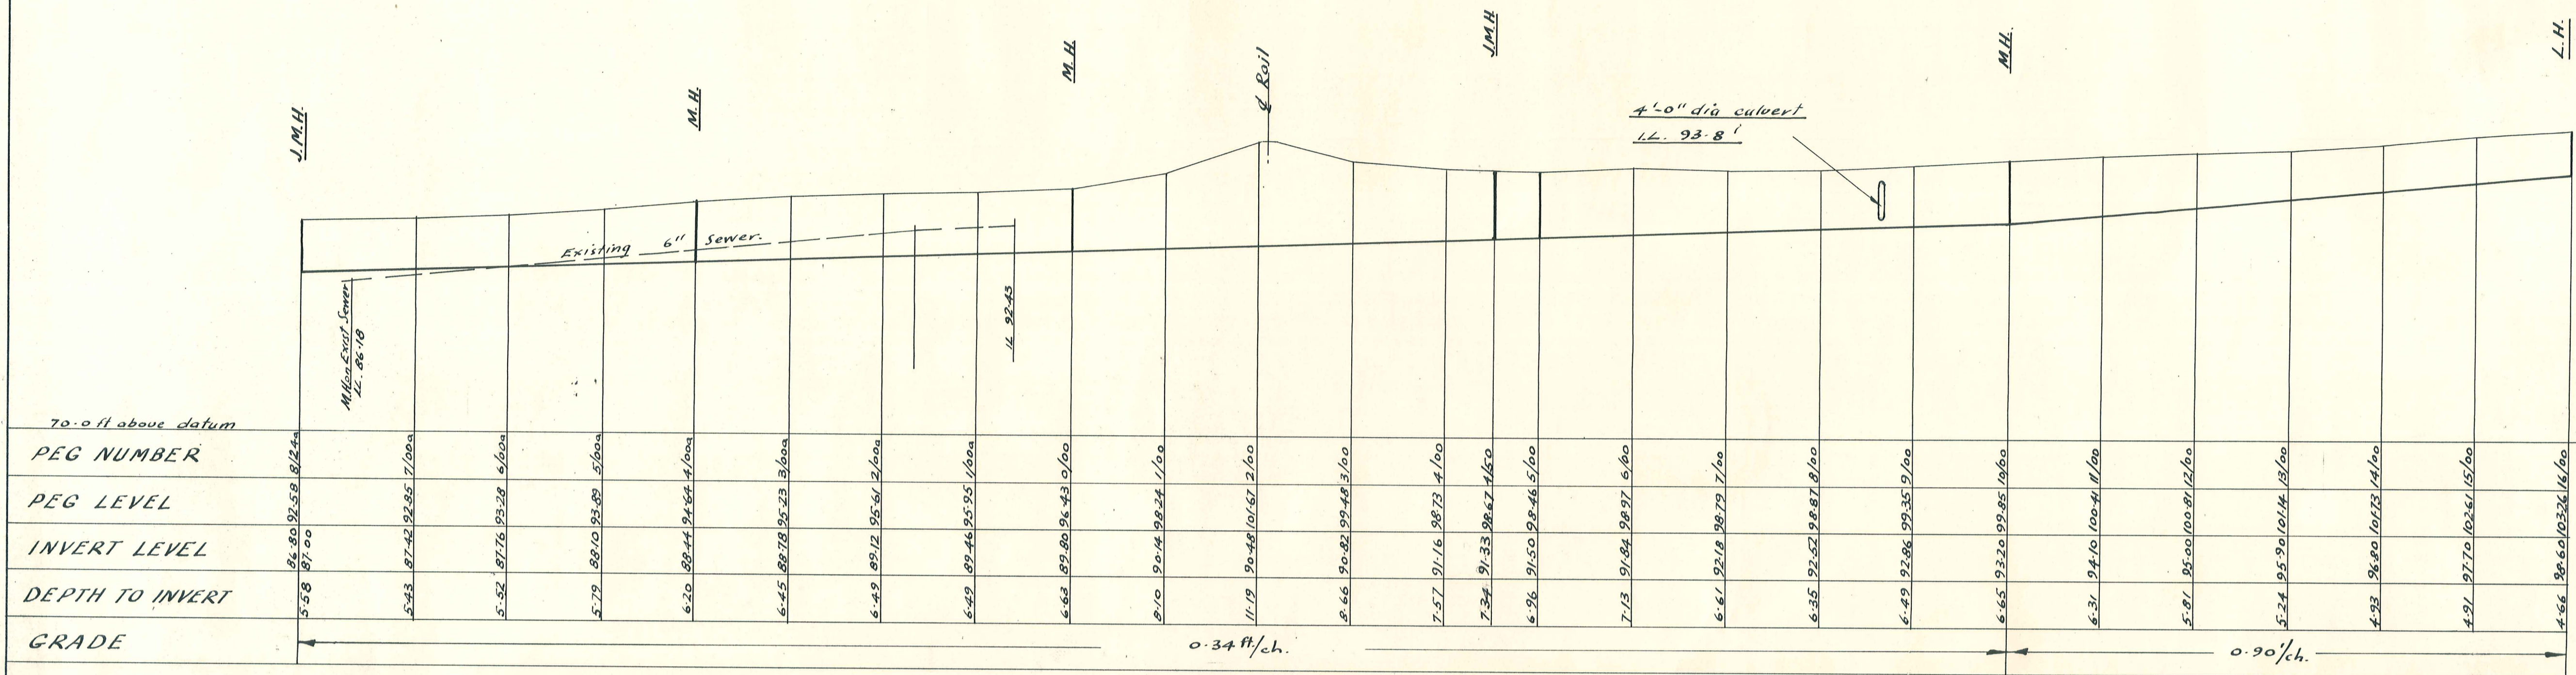 J.M.H.
M.H.
M.H
¢ Rail
J.M.H
M.H.
L.H.
4'-0" dia culvert
I.L. 93·8'
Existing 6" Sewer.
M.H on Exist Sewer
I.L. 86·18
IL 92·43
70·0 ft above datum
PEG NUMBER 8/24a 7/00a 6/00a 5/00a 4/00a 3/00a 2/00a 1/00a 0/00 1/00 2/00 3/00 4/00 4/50 5/00 6/00 7/00 8/00 9/00 10/00 11/00 12/00 13/00 14/00 15/00 16/00
PEG LEVEL 92·58 92·85 93·28 93·89 94·64 95·23 95·61 95·95 96·43 98·24 101·67 99·48 98·73 98·67 98·46 98·97 98·79 98·87 99·35 99·85 100·41 100·81 101·14 101·73 102·61 103·26
INVERT LEVEL 86·80 87·00 87·42 87·76 88·10 88·44 88·78 89·12 89·46 89·80 90·14 90·48 90·82 91·16 91·33 91·50 91·84 92·18 92·52 92·86 93·20 94·10 95·00 95·90 96·80 97·70 98·60
DEPTH TO INVERT 5·58 5·43 5·52 5·79 6·20 6·45 6·49 6·49 6·63 8·10 11·19 8·66 7·57 7·34 6·96 7·13 6·61 6·35 6·49 6·65 6·31 5·81 5·24 4·93 4·91 4·66
GRADE 0·34 ft/ch. 0·90'/ch.